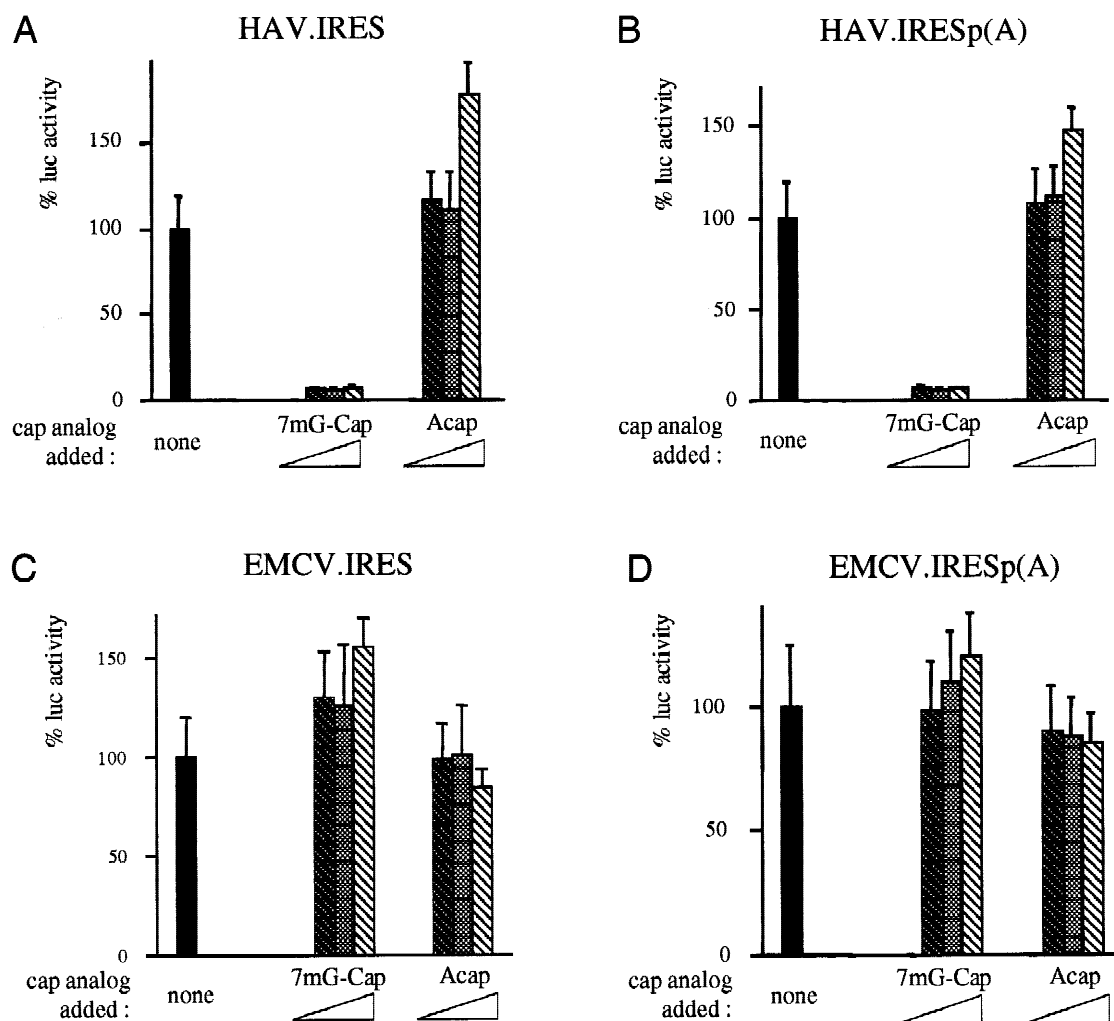 A
HAV.IRES
% luc activity
150
100
50
0
cap analog
added :
none
7mG-Cap
Acap
B
HAV.IRESp(A)
% luc activity
150
100
50
0
cap analog
added :
none
7mG-Cap
Acap
C
EMCV.IRES
% luc activity
150
100
50
0
cap analog
added :
none
7mG-Cap
Acap
D
EMCV.IRESp(A)
% luc activity
100
50
0
cap analog
added :
none
7mG-Cap
Acap